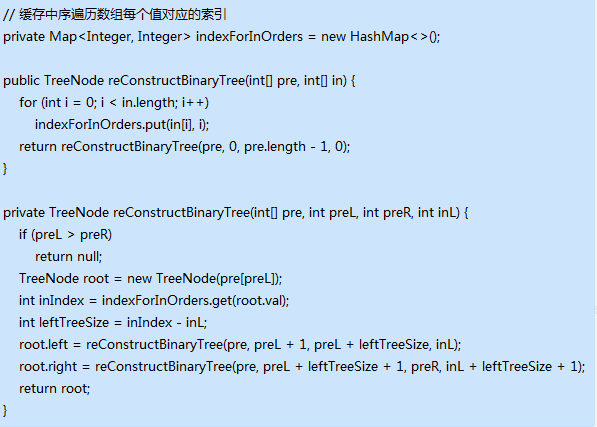 // 缓存中序遍历数组每个值对应的索引
private Map<Integer, Integer> indexForInOrders = new HashMap<>();

public TreeNode reConstructBinaryTree(int[] pre, int[] in) {
    for (int i = 0; i < in.length; i++)
        indexForInOrders.put(in[i], i);
    return reConstructBinaryTree(pre, 0, pre.length - 1, 0);
}

private TreeNode reConstructBinaryTree(int[] pre, int preL, int preR, int inL) {
    if (preL > preR)
        return null;
    TreeNode root = new TreeNode(pre[preL]);
    int inIndex = indexForInOrders.get(root.val);
    int leftTreeSize = inIndex - inL;
    root.left = reConstructBinaryTree(pre, preL + 1, preL + leftTreeSize, inL);
    root.right = reConstructBinaryTree(pre, preL + leftTreeSize + 1, preR, inL + leftTreeSize + 1);
    return root;
}